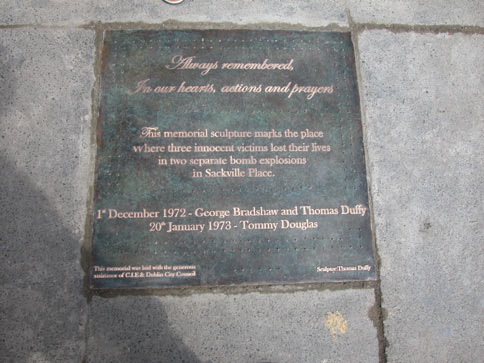 Always remembered,
In our hearts, actions and prayers
This memorial sculpture marks the place
where three innocent victims lost their lives
in two separate bomb explosions
in Sackville Place.
1st December 1972 - George Bradshaw and Thomas Duffy
20th January 1973 - Tommy Douglas
This memorial was laid with the generous
assistance of C.I.E & Dublin City Council
Sculptor Thomas Duffy